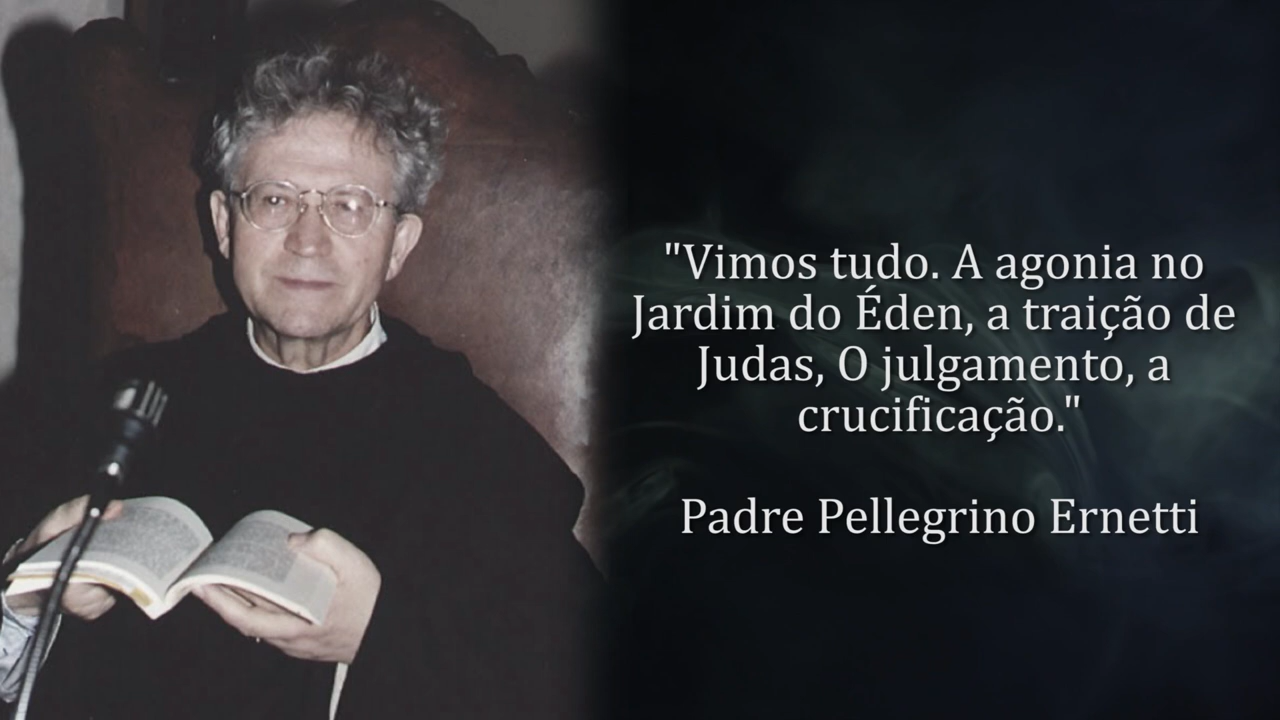 "Vimos tudo. A agonia no
Jardim do Éden, a traição de
Judas, O julgamento, a
crucificação."
Padre Pellegrino Ernetti